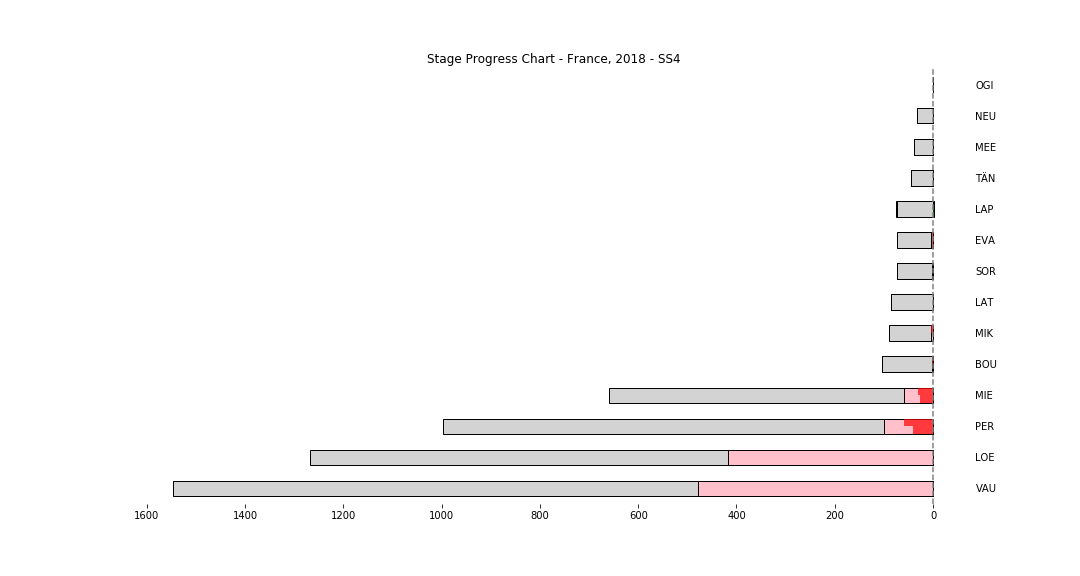 Stage Progress Chart - France, 2018 - SS4
OGI
NEU
MEE
TÄN
LAP
EVA
SOR
LAT
MIK
BOU
MIE
PER
LOE
VAU
1600 1400 1200 1000 800 600 400 200 0